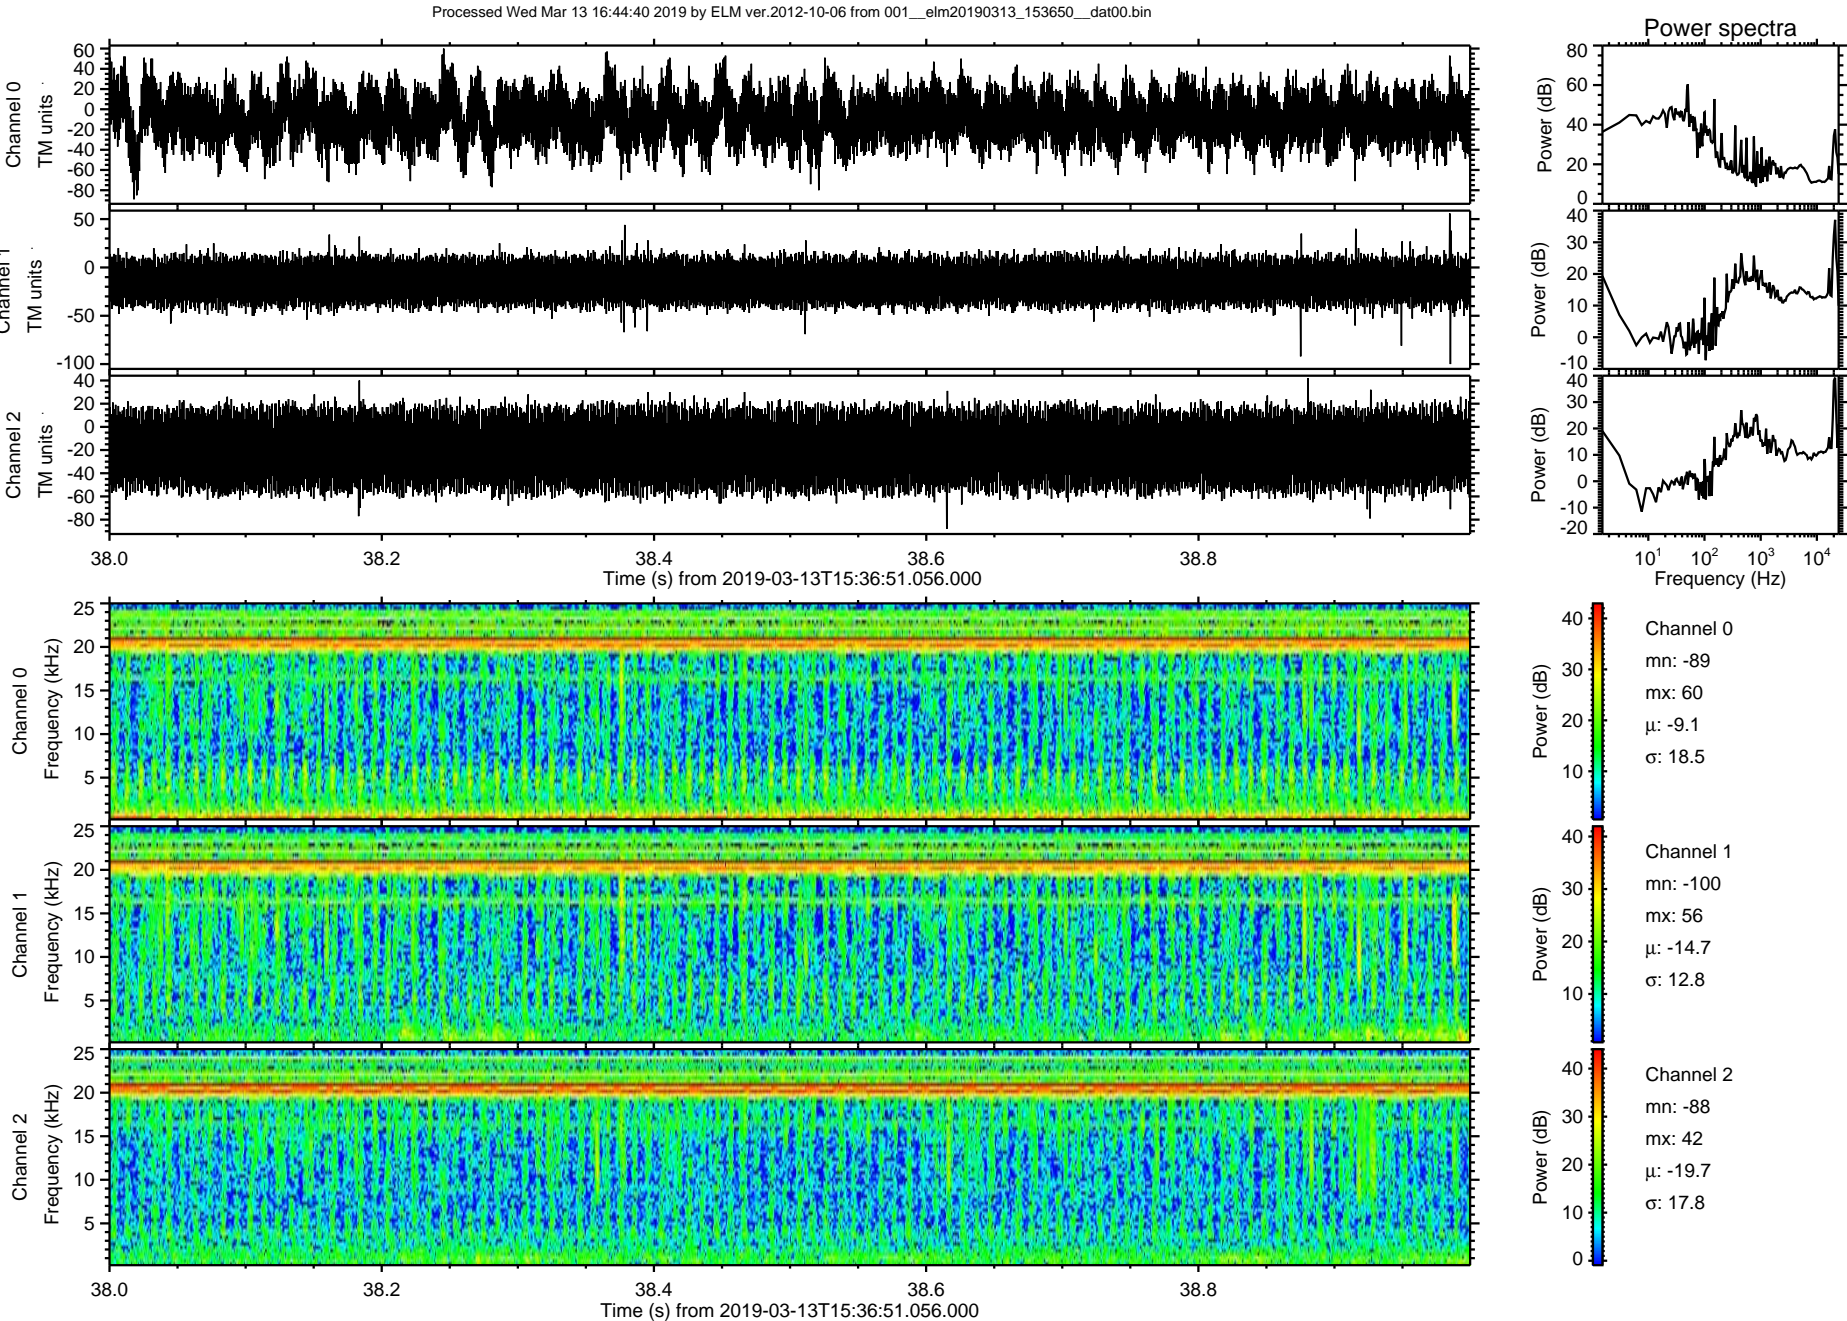 Processed Wed Mar 13 16:44:40 2019 by ELM ver.2012-10-06 from 001__elm20190313_153650__dat00.bin
Power spectra
Channel 0
TM units
60
40
20
0
-20
-40
-60
-80
Power (dB)
80
60
40
20
0
Channel 1
TM units
50
0
-50
-100
Power (dB)
40
30
20
10
0
-10
Channel 2
TM units
40
20
0
-20
-40
-60
-80
Power (dB)
40
30
20
10
0
-10
-20
38.0 38.2 38.4 38.6 38.8
Time (s) from 2019-03-13T15:36:51.056.000
10¹ 10² 10³ 10⁴
Frequency (Hz)
Channel 0
Frequency (kHz)
25
20
15
10
5
Power (dB)
40
30
20
10
Channel 0
mn: -89
mx: 60
μ: -9.1
σ: 18.5
Channel 1
Frequency (kHz)
25
20
15
10
5
Power (dB)
40
30
20
10
Channel 1
mn: -100
mx: 56
μ: -14.7
σ: 12.8
Channel 2
Frequency (kHz)
25
20
15
10
5
Power (dB)
40
30
20
10
0
Channel 2
mn: -88
mx: 42
μ: -19.7
σ: 17.8
38.0 38.2 38.4 38.6 38.8
Time (s) from 2019-03-13T15:36:51.056.000